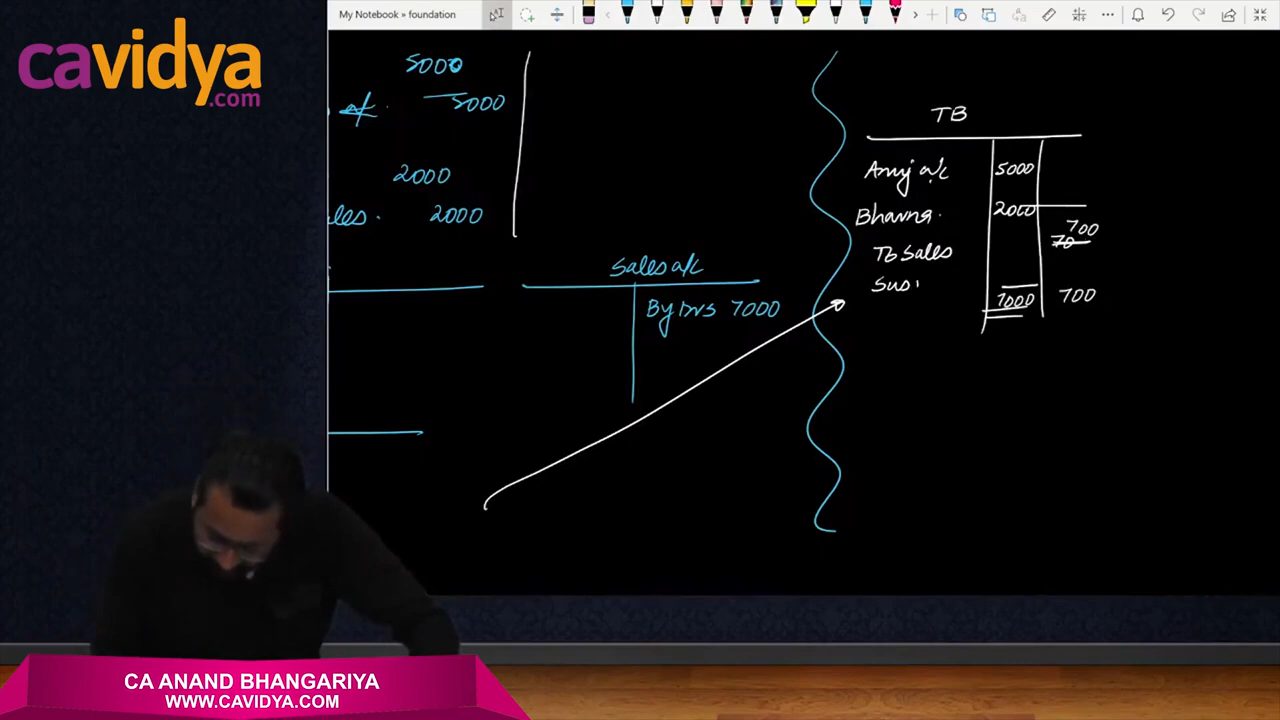 cavidya
.com
My Notebook » foundation
5000
a/c. 5000
2000
ales. 2000
Sales a/c
By Drs 7000
TB
Anuj a/c 5000
Bhavna. 2000
700
70
To Sales
Sus
7000 700
CA ANAND BHANGARIYA
WWW.CAVIDYA.COM